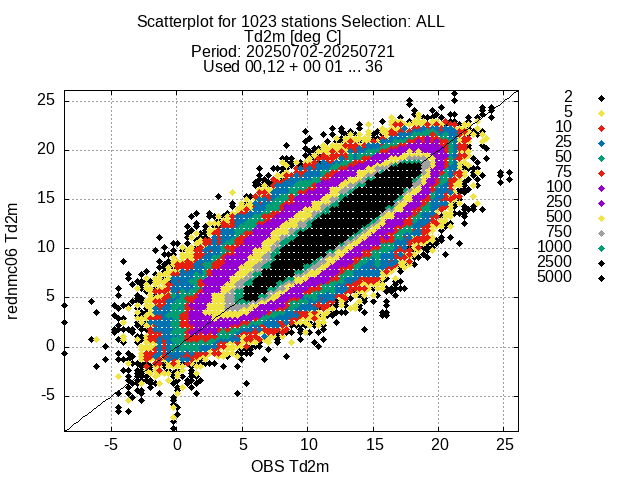 Scatterplot for 1023 stations Selection: ALL
Td2m [deg C]
Period: 20250702-20250721
Used 00,12 + 00 01 ... 36
25
20
15
10
5
0
-5
rednmc06 Td2m
-5 0 5 10 15 20 25
OBS Td2m
2
5
10
25
50
75
100
250
500
750
1000
2500
5000